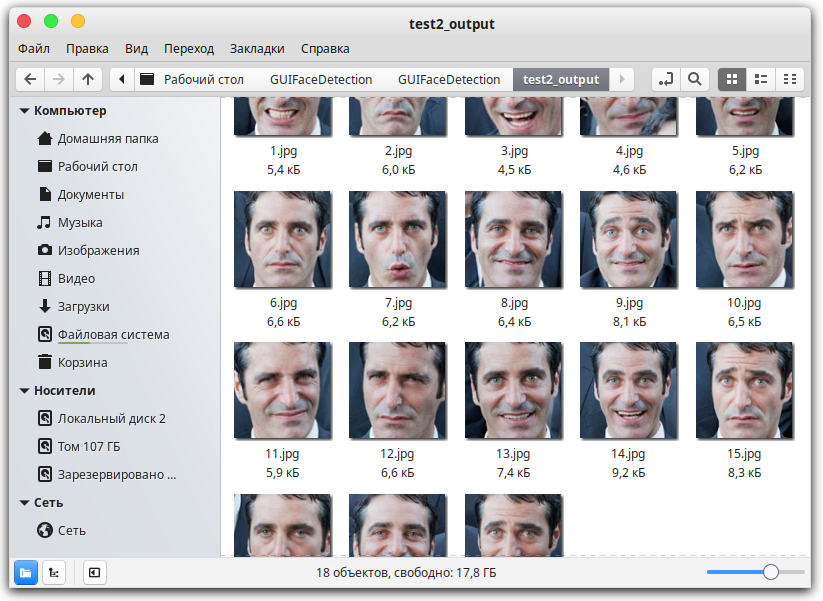 test2_output
Файл Правка Вид Переход Закладки Справка
Рабочий стол GUIFaceDetection GUIFaceDetection test2_output
Компьютер
Домашняя папка
Рабочий стол
Документы
Музыка
Изображения
Видео
Загрузки
Файловая система
Корзина
Носители
Локальный диск 2
Том 107 ГБ
Зарезервировано ...
Сеть
Сеть
1.jpg 2.jpg 3.jpg 4.jpg 5.jpg
5,4 кБ 6,0 кБ 4,5 кБ 4,6 кБ 6,2 кБ
6.jpg 7.jpg 8.jpg 9.jpg 10.jpg
6,6 кБ 6,2 кБ 6,4 кБ 8,1 кБ 6,5 кБ
11.jpg 12.jpg 13.jpg 14.jpg 15.jpg
5,9 кБ 6,6 кБ 7,4 кБ 9,2 кБ 8,3 кБ
18 объектов, свободно: 17,8 ГБ